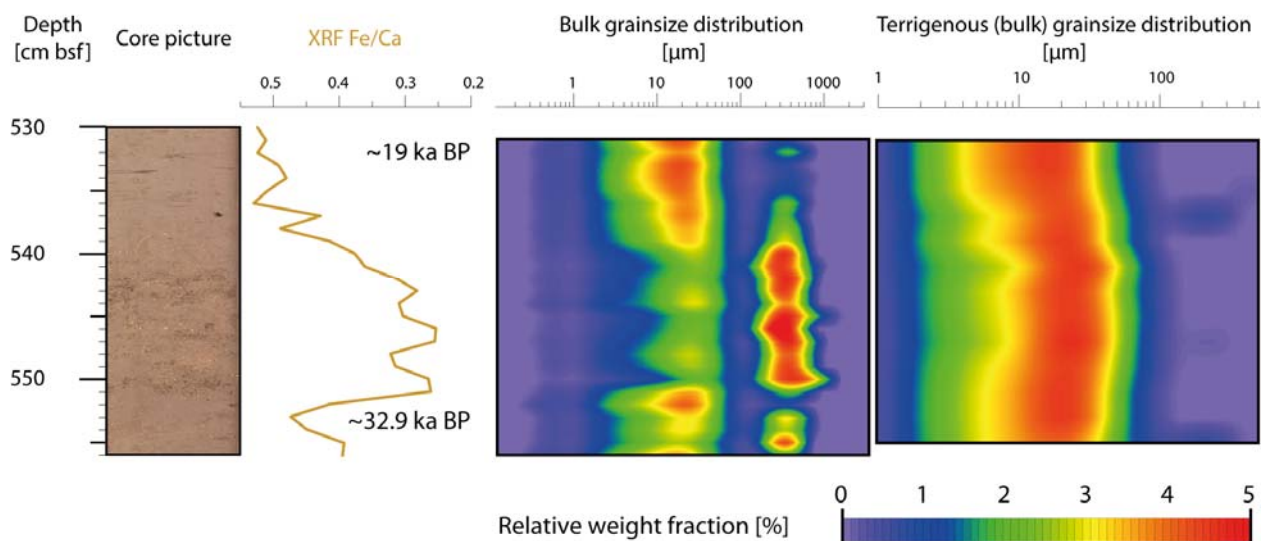 Depth
[cm bsf]
Core picture
XRF Fe/Ca
Bulk grainsize distribution
[µm]
Terrigenous (bulk) grainsize distribution
[µm]
0.5 0.4 0.3 0.2
1 10 100 1000
1 10 100
530
540
550
~19 ka BP
~32.9 ka BP
0 1 2 3 4 5
Relative weight fraction [%]